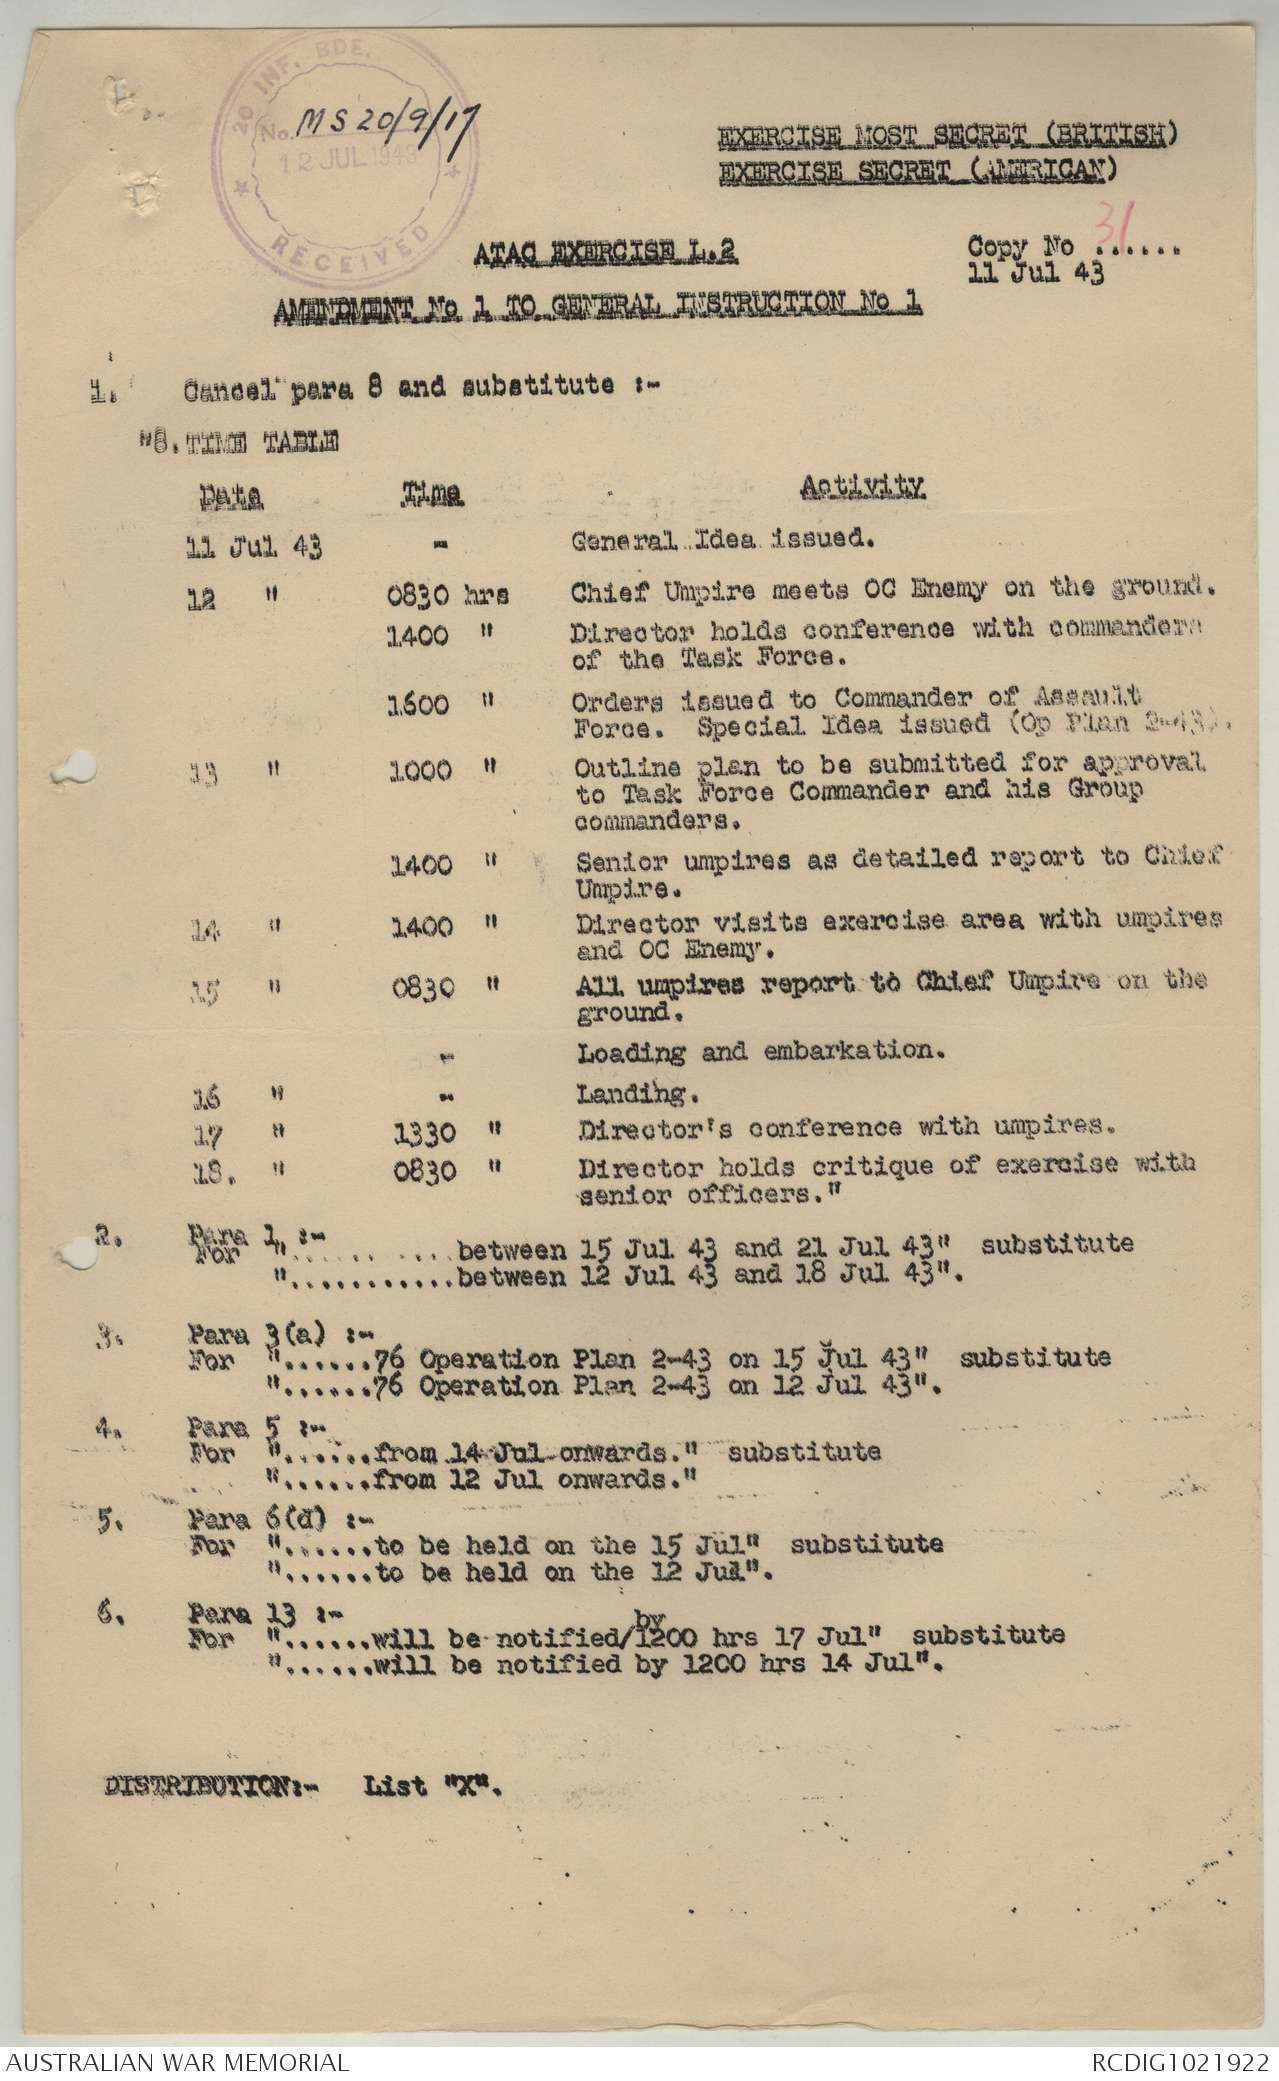 20 INF. BDE.
No. MS20/9/17
12 JUL 1943
RECEIVED
EXERCISE MOST SECRET (BRITISH)
EXERCISE SECRET (AMERICAN)
ATAC EXERCISE L.2
Copy No 31......
11 Jul 43
AMENDMENT No 1 TO GENERAL INSTRUCTION No 1
1. Cancel para 8 and substitute :-
"8. TIME TABLE
Date Time Activity
11 Jul 43 - General Idea issued.
12 " 0830 hrs Chief Umpire meets OC Enemy on the ground.
1400 " Director holds conference with commanders
of the Task Force.
1600 " Orders issued to Commander of Assault
Force. Special Idea issued (Op Plan 2-43).
13 " 1000 " Outline plan to be submitted for approval
to Task Force Commander and his Group
commanders.
1400 " Senior umpires as detailed report to Chief
Umpire.
14 " 1400 " Director visits exercise area with umpires
and OC Enemy.
15 " 0830 " All umpires report to Chief Umpire on the
ground.
- Loading and embarkation.
16 " - Landing.
17 " 1330 " Director's conference with umpires.
18. " 0830 " Director holds critique of exercise with
senior officers."
2. Para 1, :-
For "...........between 15 Jul 43 and 21 Jul 43" substitute
"...........between 12 Jul 43 and 18 Jul 43".
3. Para 3(a) :-
For "......76 Operation Plan 2-43 on 15 Jul 43" substitute
"......76 Operation Plan 2-43 on 12 Jul 43".
4. Para 5 :-
For "......from 14 Jul onwards." substitute
"......from 12 Jul onwards."
5. Para 6(d) :-
For "......to be held on the 15 Jul" substitute
"......to be held on the 12 Jul".
6. Para 13 :-
by
For "......will be notified/1200 hrs 17 Jul" substitute
"......will be notified by 1200 hrs 14 Jul".
DISTRIBUTION:- List "X".
AUSTRALIAN WAR MEMORIAL
RCDIG1021922